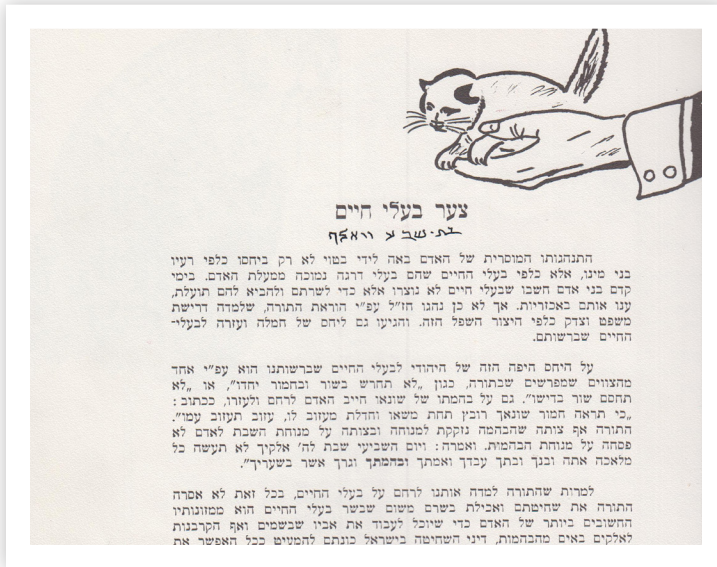 צער בעלי חיים
בת-שבע וואלף
התנהגותו המוסרית של האדם באה לידי בטוי לא רק ביחסו כלפי רעיו
בני מינו, אלא כלפי בעלי החיים שהם בעלי דרגה נמוכה ממעלת האדם. בימי
קדם בני אדם חשבו שבעלי חיים לא נוצרו אלא כדי לשרתם ולהביא להם תועלת,
ענו אותם באכזריות. אך לא כן נהגו חז״ל עפ״י הוראת התורה, שלמדה דרישת
משפט וצדק כלפי היצור השפל הזה. והגיעו גם ליחס של חמלה ועזרה לבעלי־
החיים שברשותם.
על היחס היפה הזה של היהודי לבעלי החיים שברשותנו הוא עפ״י אחד
מהצווים שמפרשים שבתורה, כגון „לא תחרש בשור ובחמור יחדו״, או „לא
תחסם שור בדישו״. גם על בהמתו של שונאו חייב האדם לרחם ולעזרו, ככתוב:
„כי תראה חמור שונאך רובץ תחת משאו וחדלת מעזוב לו, עזוב תעזוב עמו״.
התורה אף צותה שהבהמה נזקקת למנוחה ובצותה על מנוחת השבת לאדם לא
פסחה על מנוחת הבהמות. ואמרה: ויום השביעי שבת לה׳ אלקיך לא תעשה כל
מלאכה אתה ובנך ובתך עבדך ואמתך ובהמתך וגרך אשר בשעריך״.
למרות שהתורה למדה אותנו לרחם על בעלי החיים, בכל זאת לא אסרה
התורה את שחיטתם ואכילת בשרם משום שבשר בעלי החיים הוא ממזונותיו
החשובים ביותר של האדם כדי שיוכל לעבוד את אביו שבשמים ואף הקרבנות
לאלקים באים מהבהמות, דיני השחיטה בישראל כונתם להמעיט ככל האפשר את